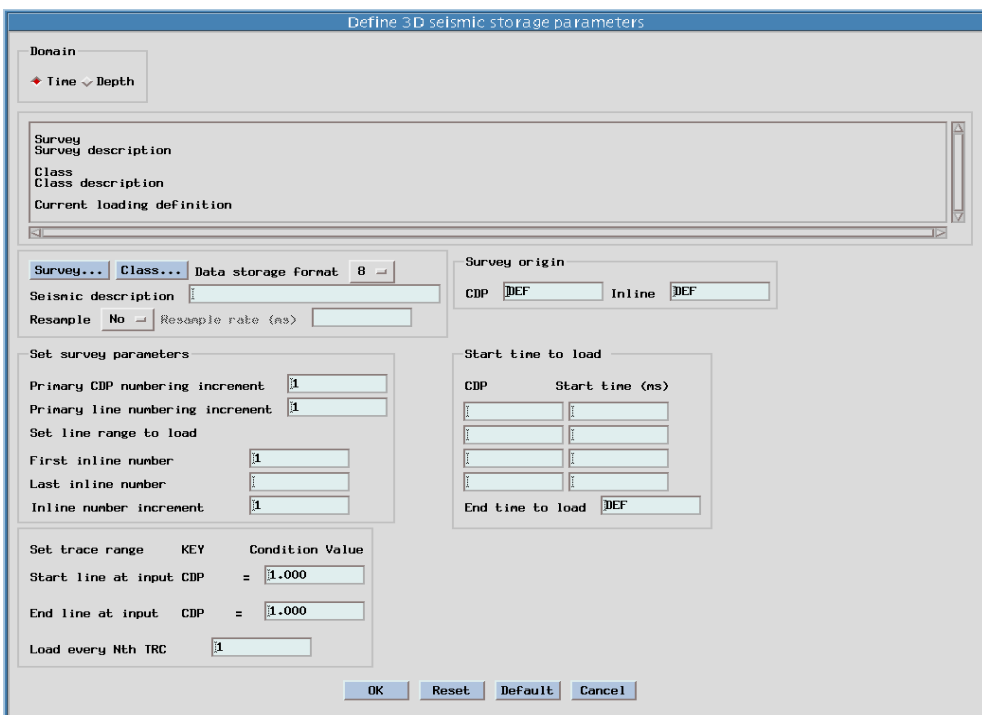 Define 3D seismic storage parameters
Domain
Time Depth
Survey
Survey description
Class
Class description
Current loading definition
Survey... Class... Data storage format 8
Seismic description
Resample No Resample rate (ms)
Survey origin
CDP DEF Inline DEF
Set survey parameters
Primary CDP numbering increment 1
Primary line numbering increment 1
Set line range to load
First inline number 1
Last inline number
Inline number increment 1
Start time to load
CDP Start time (ms)
End time to load DEF
Set trace range KEY Condition Value
Start line at input CDP = 1.000
End line at input CDP = 1.000
Load every Nth TRC 1
OK Reset Default Cancel